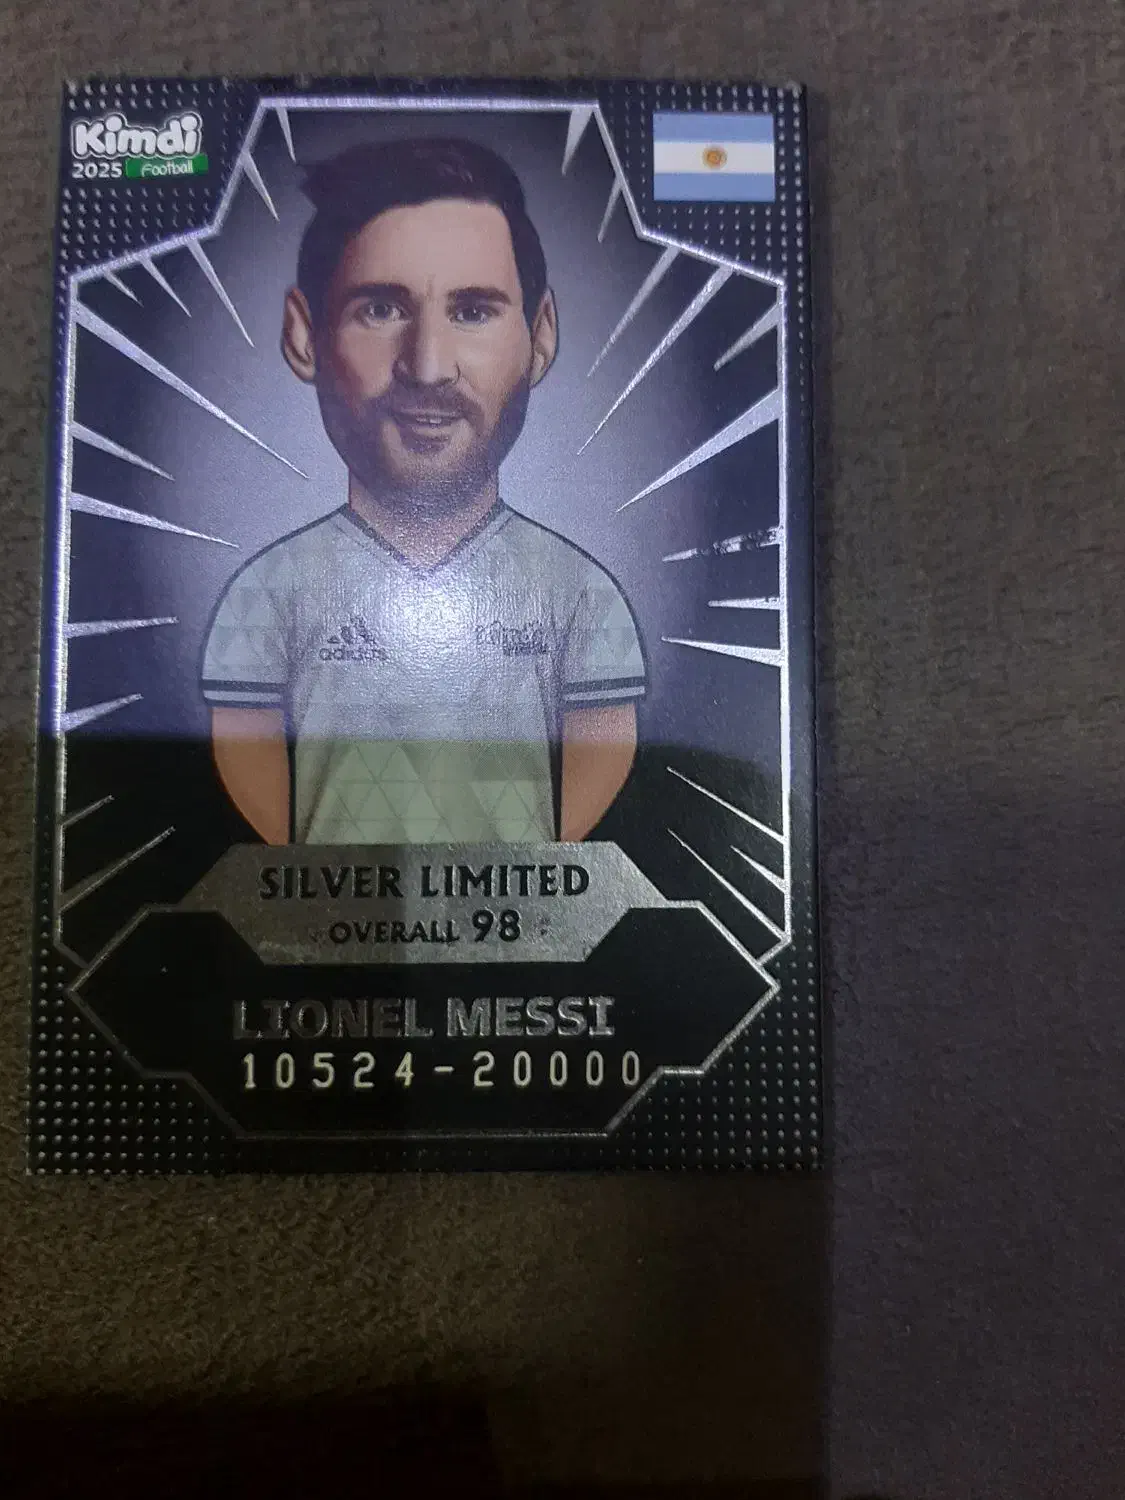 Kimdi
2025 Football
adidas
SILVER LIMITED
OVERALL 98
LIONEL MESSI
10524-20000